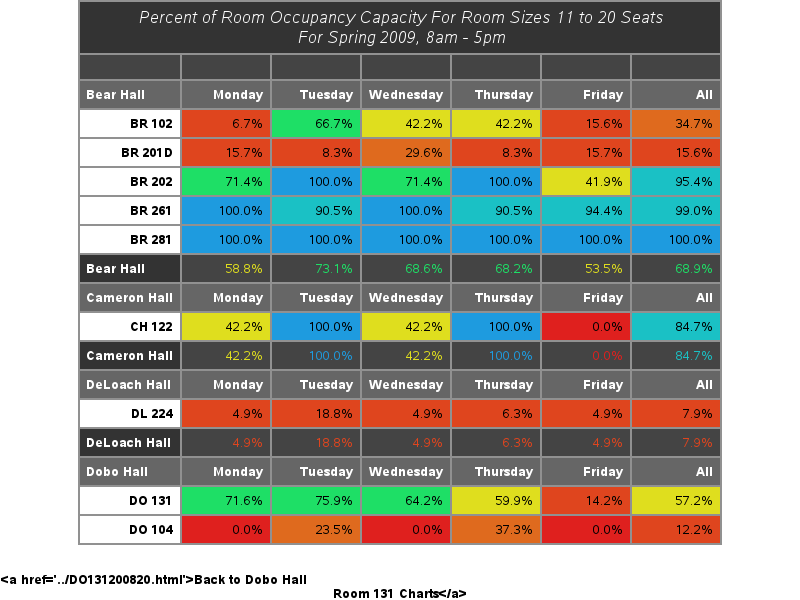 Percent of Room Occupancy Capacity For Room Sizes 11 to 20 Seats
For Spring 2009, 8am - 5pm
Bear Hall Monday Tuesday Wednesday Thursday Friday All
BR 102 6.7% 66.7% 42.2% 42.2% 15.6% 34.7%
BR 201D 15.7% 8.3% 29.6% 8.3% 15.7% 15.6%
BR 202 71.4% 100.0% 71.4% 100.0% 41.9% 95.4%
BR 261 100.0% 90.5% 100.0% 90.5% 94.4% 99.0%
BR 281 100.0% 100.0% 100.0% 100.0% 100.0% 100.0%
Bear Hall 58.8% 73.1% 68.6% 68.2% 53.5% 68.9%
Cameron Hall Monday Tuesday Wednesday Thursday Friday All
CH 122 42.2% 100.0% 42.2% 100.0% 0.0% 84.7%
Cameron Hall 42.2% 100.0% 42.2% 100.0% 0.0% 84.7%
DeLoach Hall Monday Tuesday Wednesday Thursday Friday All
DL 224 4.9% 18.8% 4.9% 6.3% 4.9% 7.9%
DeLoach Hall 4.9% 18.8% 4.9% 6.3% 4.9% 7.9%
Dobo Hall Monday Tuesday Wednesday Thursday Friday All
DO 131 71.6% 75.9% 64.2% 59.9% 14.2% 57.2%
DO 104 0.0% 23.5% 0.0% 37.3% 0.0% 12.2%
<a href='../DO131200820.html'>Back to Dobo Hall
Room 131 Charts</a>